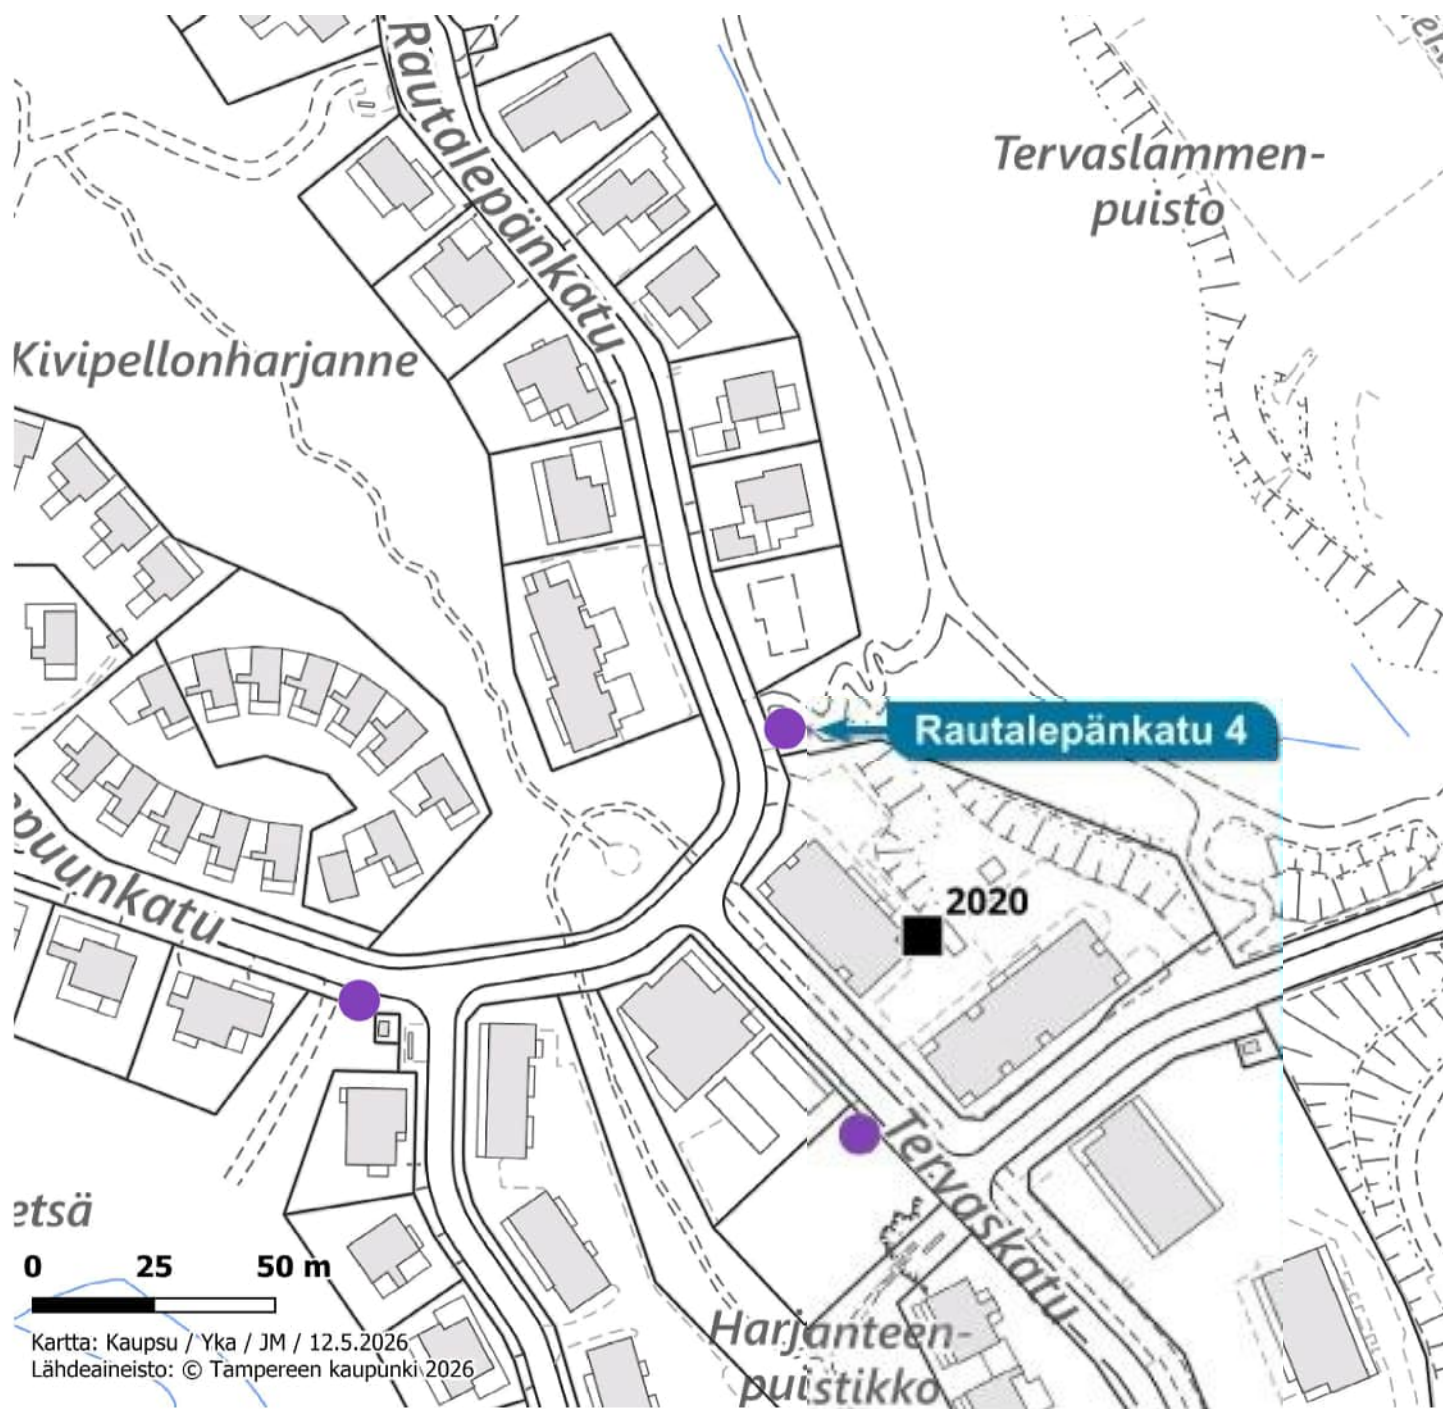 Rautalepänkatu
Tervaslammen-
puisto
Kivipellonharjanne
Rautalepänkatu 4
puunkatu
2020
Tervaskatu
etsä
0 25 50 m
Kartta: Kaupsu / Yka / JM / 12.5.2026
Lähdeaineisto: © Tampereen kaupunki 2026
Harjanteen-
puistikko